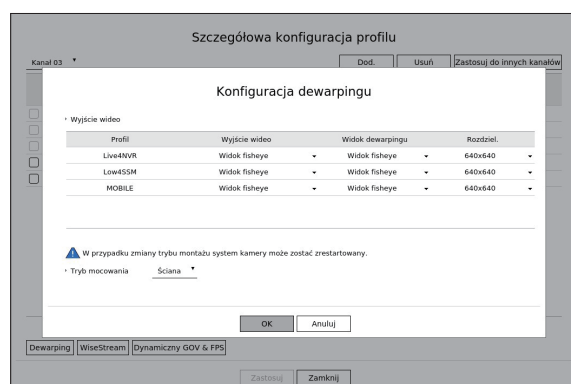 Szczegółowa konfiguracja profilu
Kanał 03
Dod. Usuń Zastosuj do innych kanałów
Konfiguracja dewarpingu
Wyjście wideo
Profil Wyjście wideo Widok dewarpingu Rozdziel.
Live4NVR Widok fisheye Widok fisheye 640x640
Low4SSM Widok fisheye Widok fisheye 640x640
MOBILE Widok fisheye Widok fisheye 640x640
W przypadku zmiany trybu montażu system kamery może zostać zrestartowany.
Tryb mocowania Ściana
OK Anuluj
Dewarping WiseStream Dynamiczny GOV & FPS
Zastosuj Zamknij